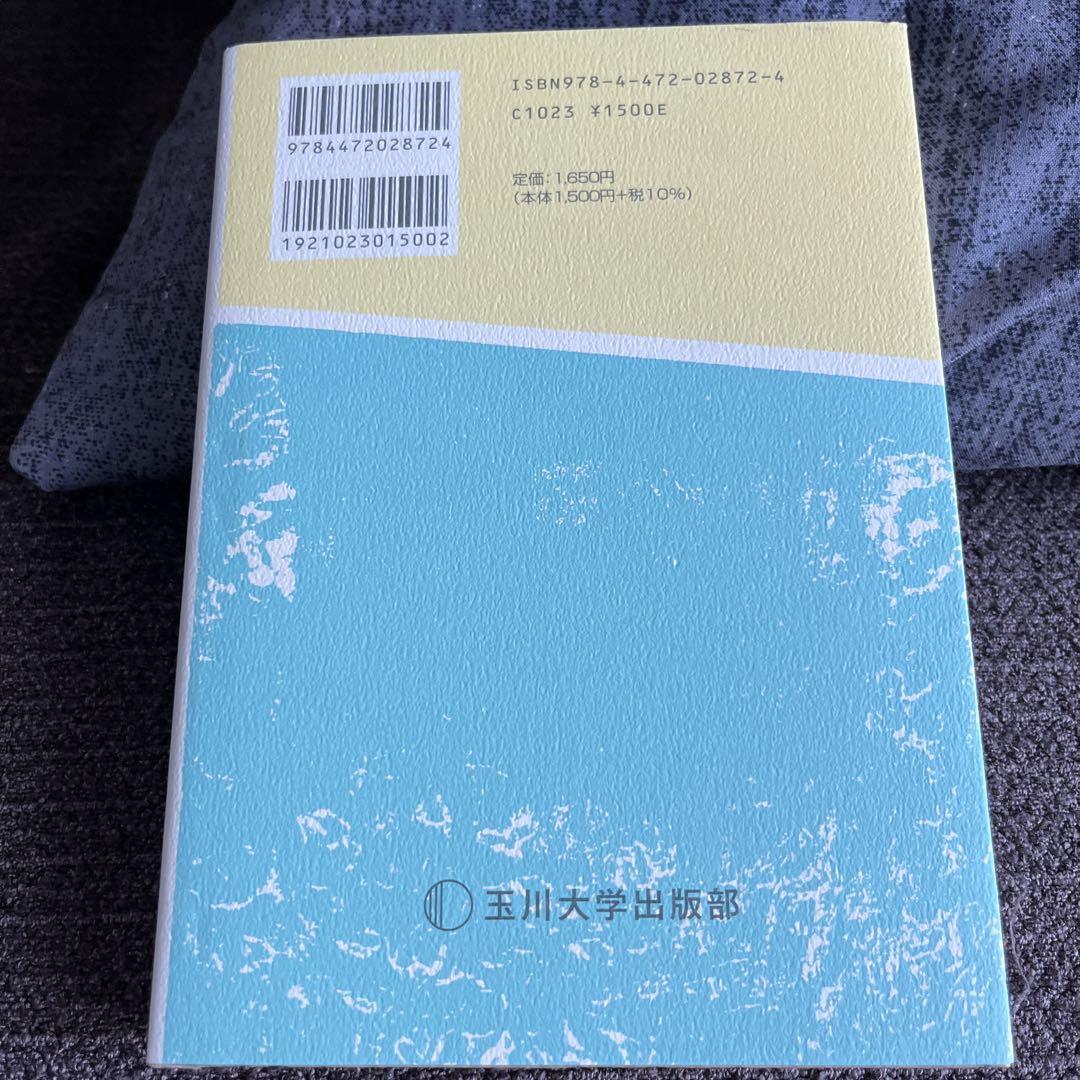 9784472028724
1921023015002
ISBN978-4-472-02872-4
C1023 ¥1500E
定価：1,650円
（本体1,500円+税10%）
玉川大学出版部